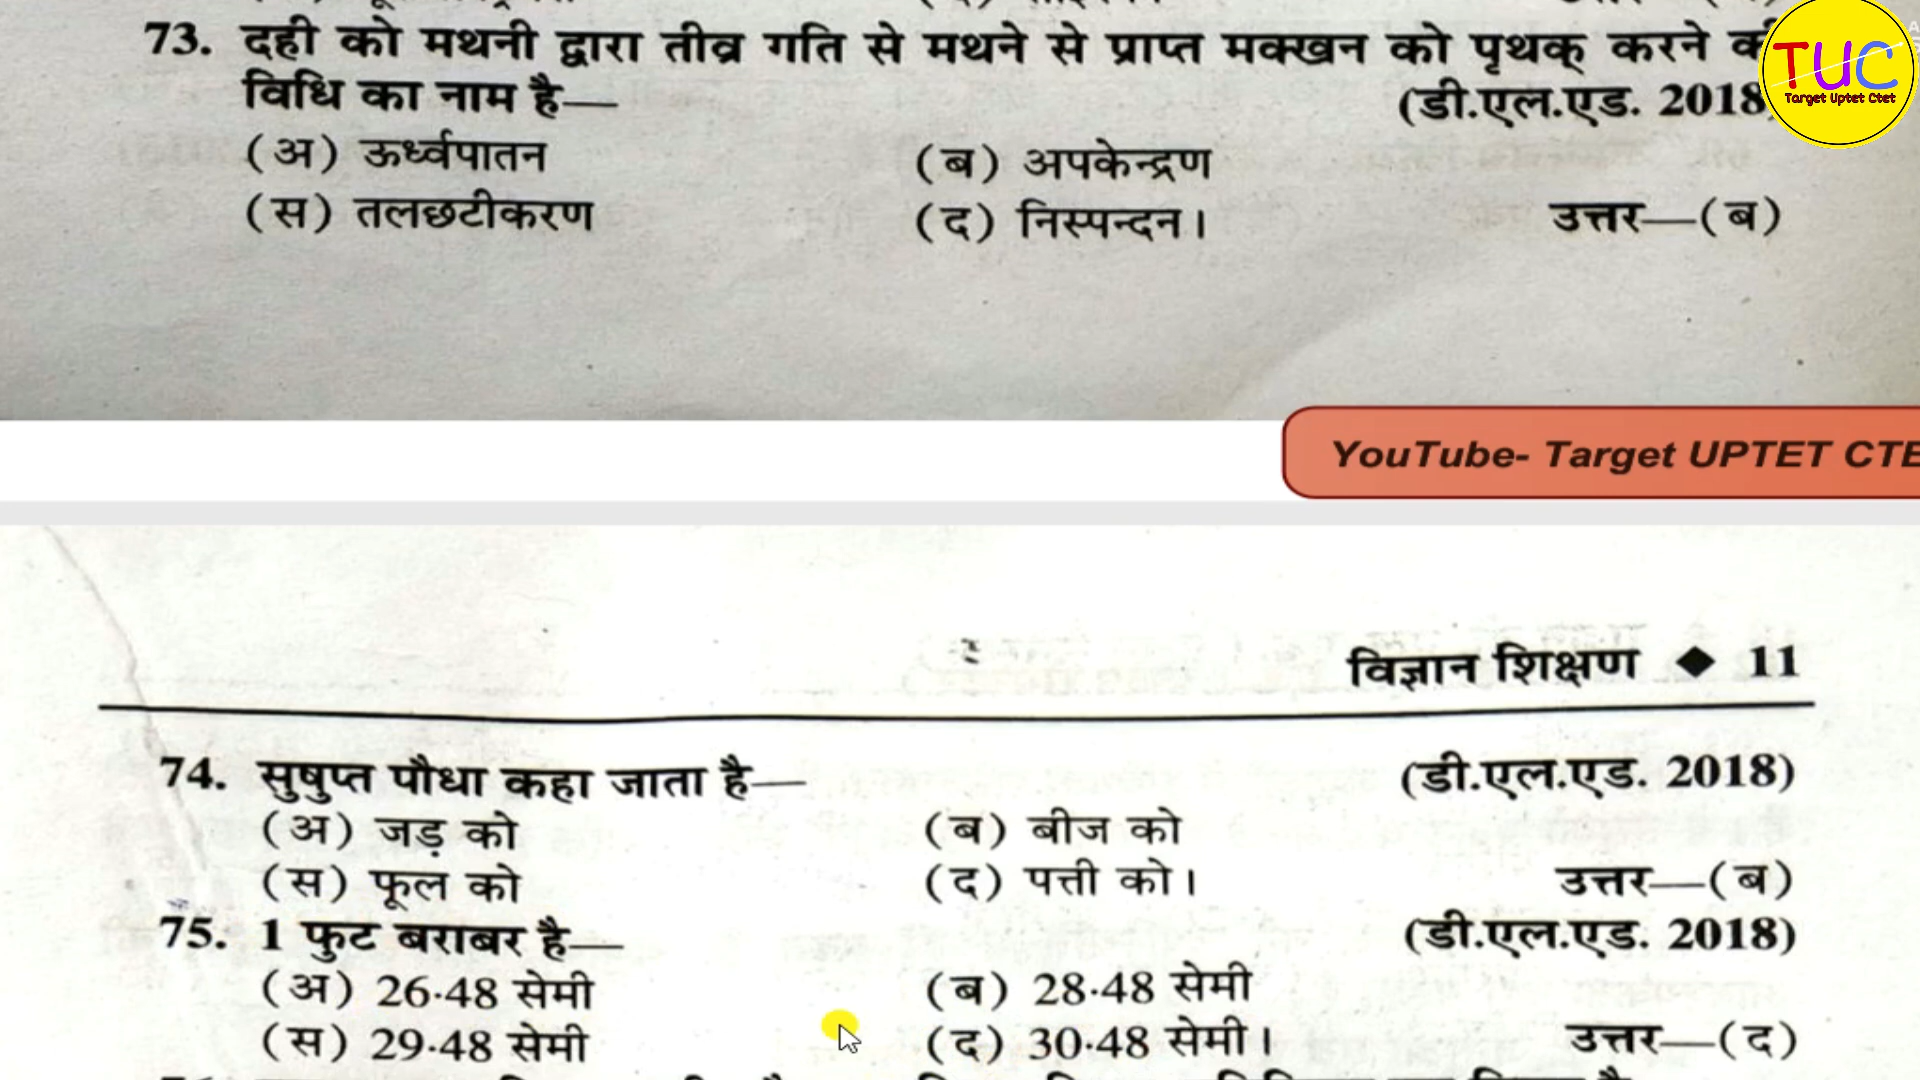 73. दही को मथनी द्वारा तीव्र गति से मथने से प्राप्त मक्खन को पृथक् करने की
विधि का नाम है— (डी.एल.एड. 2018)
(अ) ऊर्ध्वपातन (ब) अपकेन्द्रण
(स) तलछटीकरण (द) निस्पन्दन। उत्तर—(ब)
TUC
Target Uptet Ctet
YouTube- Target UPTET CTE
विज्ञान शिक्षण ◆ 11
74. सुषुप्त पौधा कहा जाता है— (डी.एल.एड. 2018)
(अ) जड़ को (ब) बीज को
(स) फूल को (द) पत्ती को। उत्तर—(ब)
75. 1 फुट बराबर है— (डी.एल.एड. 2018)
(अ) 26·48 सेमी (ब) 28·48 सेमी
(स) 29·48 सेमी (द) 30·48 सेमी। उत्तर—(द)